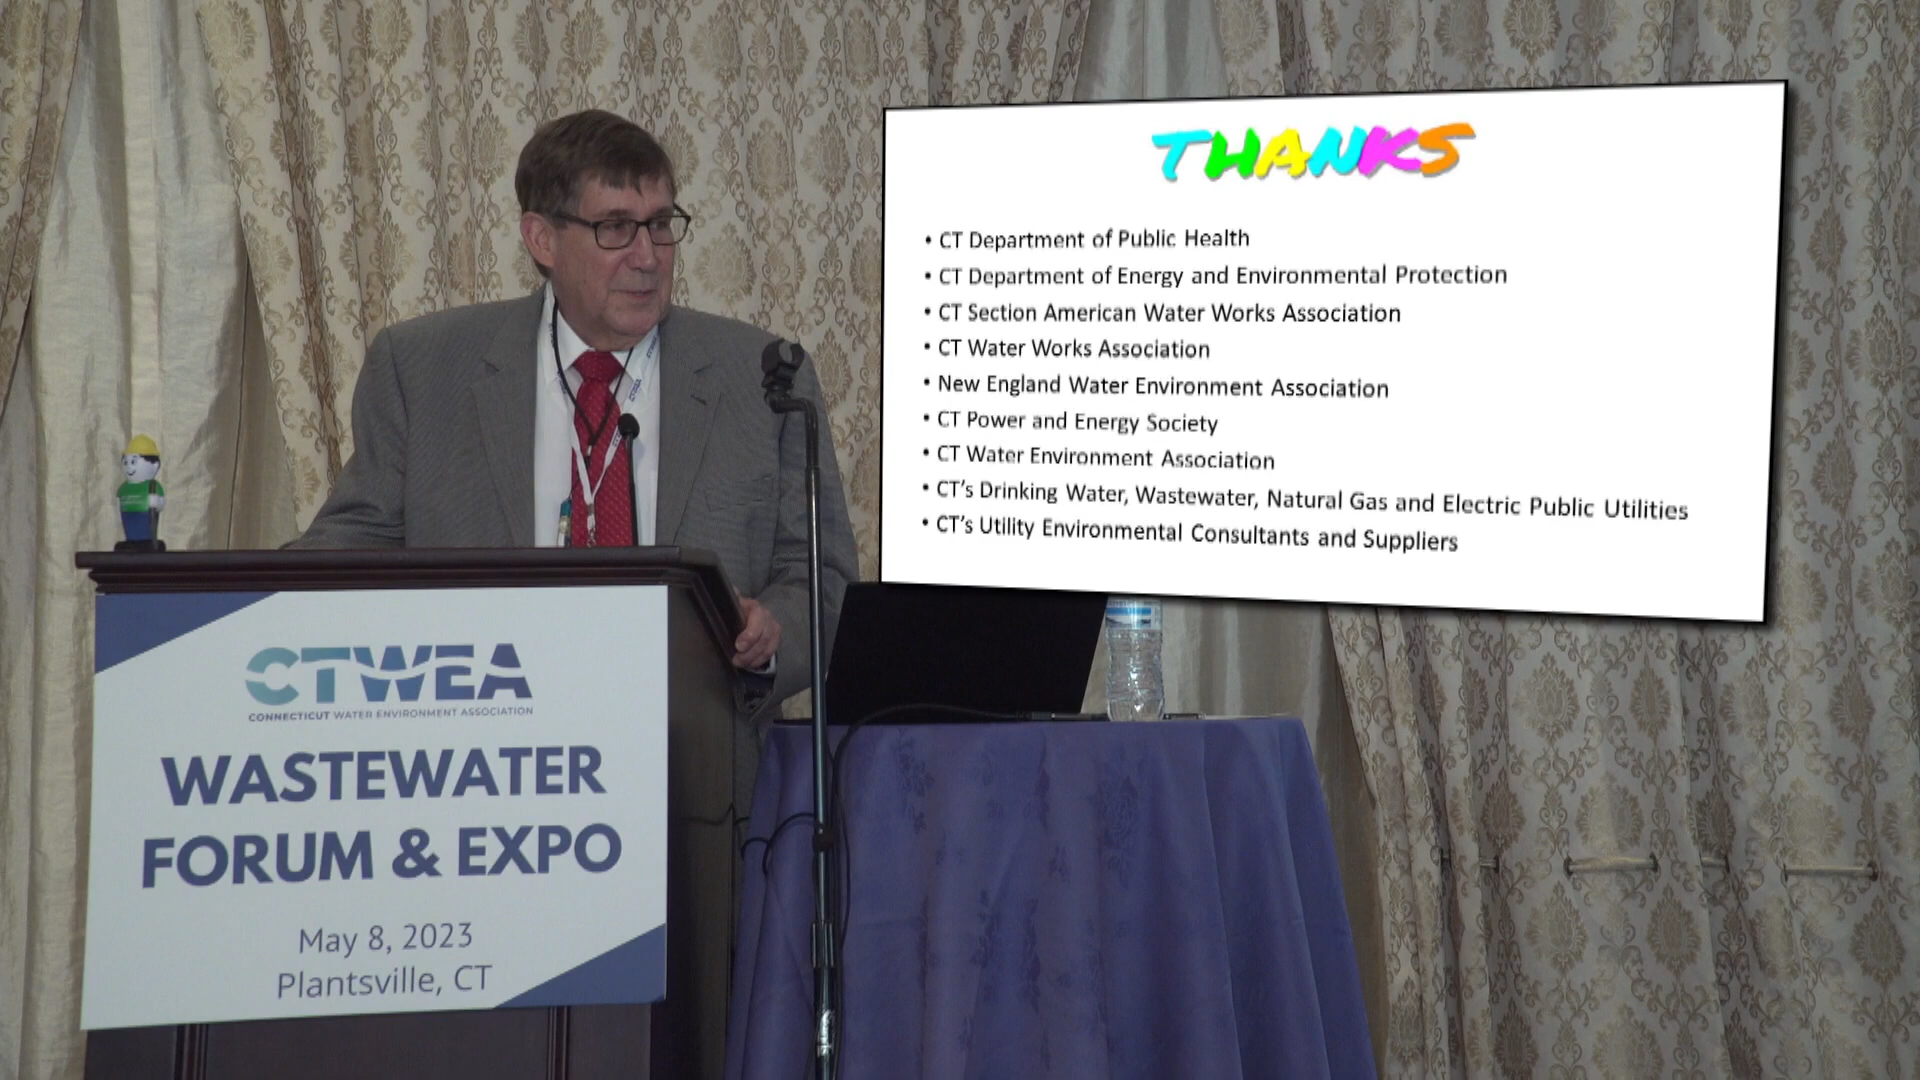 THANKS
• CT Department of Public Health
• CT Department of Energy and Environmental Protection
• CT Section American Water Works Association
• CT Water Works Association
• New England Water Environment Association
• CT Power and Energy Society
• CT Water Environment Association
• CT's Drinking Water, Wastewater, Natural Gas and Electric Public Utilities
• CT's Utility Environmental Consultants and Suppliers
CTWEA
CONNECTICUT WATER ENVIRONMENT ASSOCIATION
WASTEWATER
FORUM & EXPO
May 8, 2023
Plantsville, CT